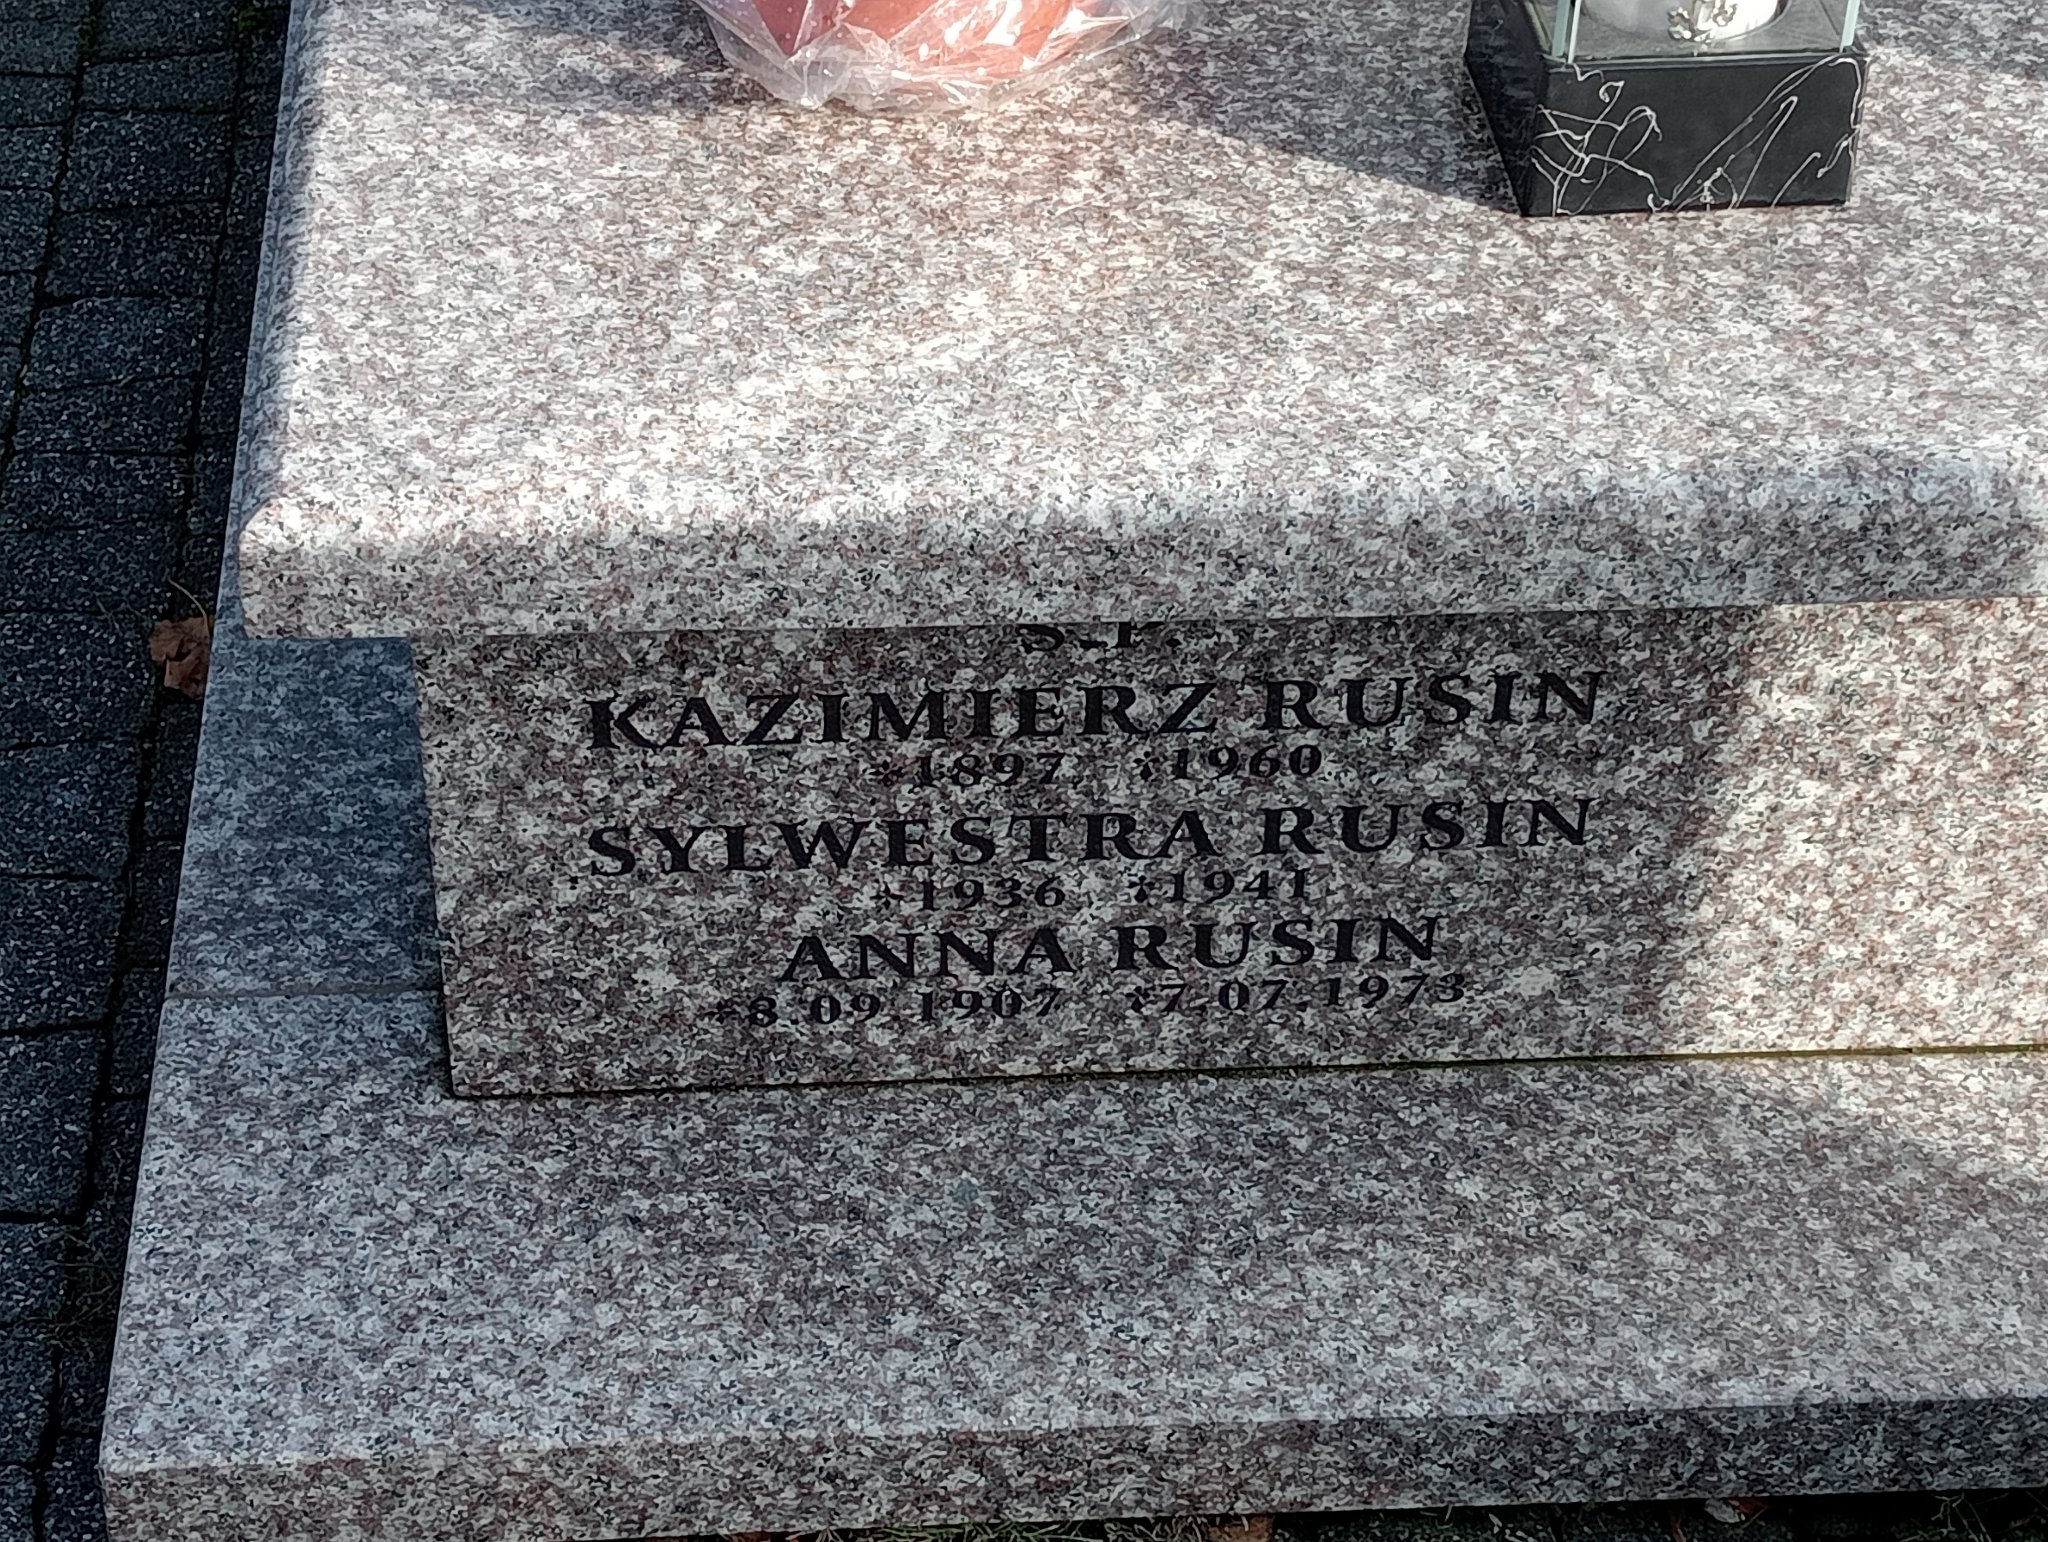 Ś.P.
KAZIMIERZ RUSIN
*1897 +1960
SYLWESTRA RUSIN
*1936 +1941
ANNA RUSIN
*8.09.1907 +7.07.1973